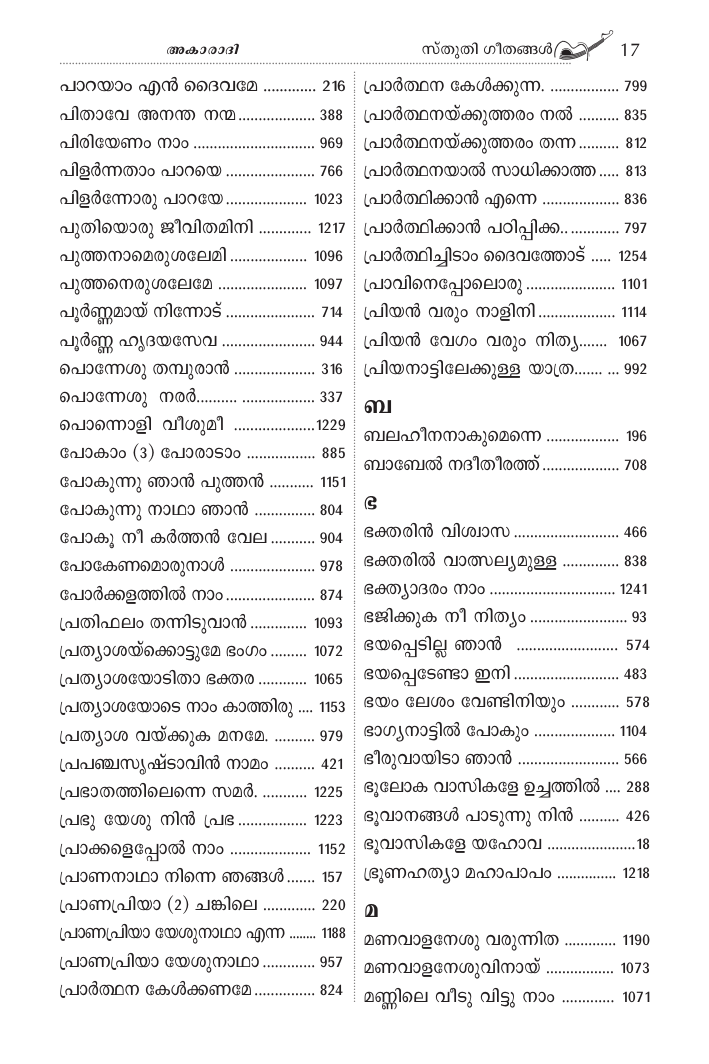 അകാരാദി
സ്തുതി ഗീതങ്ങൾ 17
പാറയാം എൻ ദൈവമേ ............ 216
പിതാവേ അനന്ത നന്മ................... 388
പിരിയേണം നാം .............................. 969
പിളർന്നതാം പാറയെ ...................... 766
പിളർന്നോരു പാറയേ.................... 1023
പുതിയൊരു ജീവിതമിനി ............. 1217
പുത്തനാമെരുശലേമി................... 1096
പുത്തനെരുശലേമേ ...................... 1097
പൂർണ്ണമായ് നിന്നോട് ...................... 714
പൂർണ്ണ ഹൃദയസേവ ....................... 944
പൊന്നേശു തമ്പുരാൻ .................... 316
പൊന്നേശു നരർ.......... .................. 337
പൊന്നൊളി വീശുമീ ....................1229
പോകാം (3) പോരാടാം ................. 885
പോകുന്നു ഞാൻ പുത്തൻ ........... 1151
പോകുന്നു നാഥാ ഞാൻ ............... 804
പോകൂ നീ കർത്തൻ വേല ........... 904
പോകേണമൊരുനാൾ ..................... 978
പോർക്കളത്തിൽ നാം...................... 874
പ്രതിഫലം തന്നിടുവാൻ.............. 1093
പ്രത്യാശയ്ക്കൊട്ടുമേ ഭംഗം......... 1072
പ്രത്യാശയോടിതാ ഭക്തര ............ 1065
പ്രത്യാശയോടെ നാം കാത്തിരു .... 1153
പ്രത്യാശ വയ്ക്കുക മനമേ. .......... 979
പ്രപഞ്ചസൃഷ്ടാവിൻ നാമം .......... 421
പ്രഭാതത്തിലെന്നെ സമർ. ........... 1225
പ്രഭു യേശു നിൻ പ്രഭ................. 1223
പ്രാക്കളെപ്പോൽ നാം .................... 1152
പ്രാണനാഥാ നിന്നെ ഞങ്ങൾ....... 157
പ്രാണപ്രിയാ (2) ചങ്കിലെ ............. 220
പ്രാണപ്രിയാ യേശുനാഥാ എന്ന ........ 1188
പ്രാണപ്രിയാ യേശുനാഥാ............. 957
പ്രാർത്ഥന കേൾക്കണമേ............... 824
പ്രാർത്ഥന കേൾക്കുന്ന. ................. 799
പ്രാർത്ഥനയ്ക്കുത്തരം നൽ .......... 835
പ്രാർത്ഥനയ്ക്കുത്തരം തന്ന.......... 812
പ്രാർത്ഥനയാൽ സാധിക്കാത്ത..... 813
പ്രാർത്ഥിക്കാൻ എന്നെ ................... 836
പ്രാർത്ഥിക്കാൻ പഠിപ്പിക്ക.. ............ 797
പ്രാർത്ഥിച്ചിടാം ദൈവത്തോട് ..... 1254
പ്രാവിനെപ്പോലൊരു...................... 1101
പ്രിയൻ വരും നാളിനി................... 1114
പ്രിയൻ വേഗം വരും നിത്യ....... 1067
പ്രിയനാട്ടിലേക്കുള്ള യാത്ര....... ... 992
ബ
ബലഹീനനാകുമെന്നെ .................. 196
ബാബേൽ നദീതീരത്ത്................... 708
ഭ
ഭക്തരിൻ വിശ്വാസ .......................... 466
ഭക്തരിൽ വാത്സല്യമുള്ള .............. 838
ഭക്ത്യാദരം നാം ............................... 1241
ഭജിക്കുക നീ നിത്യം ........................ 93
ഭയപ്പെടില്ല ഞാൻ ......................... 574
ഭയപ്പെടേണ്ടാ ഇനി.......................... 483
ഭയം ലേശം വേണ്ടിനിയും ............ 578
ഭാഗ്യനാട്ടിൽ പോകും .................... 1104
ഭീരുവായിടാ ഞാൻ ......................... 566
ഭൂലോക വാസികളേ ഉച്ചത്തിൽ .... 288
ഭൂവാനങ്ങൾ പാടുന്നു നിൻ .......... 426
ഭൂവാസികളേ യഹോവ ......................18
ഭ്രൂണഹത്യാ മഹാപാപം ............... 1218
മ
മണവാളനേശു വരുന്നിത ............. 1190
മണവാളനേശുവിനായ് ................. 1073
മണ്ണിലെ വീടു വിട്ടു നാം ............. 1071